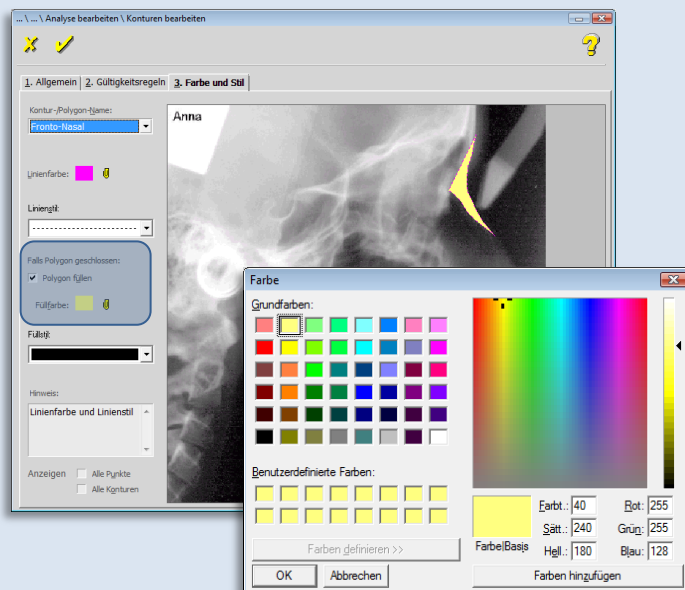 ... \ ... \ Analyse bearbeiten \ Konturen bearbeiten
1. Allgemein
2. Gültigkeitsregeln
3. Farbe und Stil
Kontur-/Polygon-Name:
Fronto-Nasal
Linienfarbe:
Linienstil:
Falls Polygon geschlossen:
Polygon füllen
Füllfarbe:
Füllstil:
Hinweis:
Linienfarbe und Linienstil
Anzeigen
Alle Punkte
Alle Konturen
Anna
Farbe
Grundfarben:
Benutzerdefinierte Farben:
Farben definieren >>
OK
Abbrechen
Farbe|Basis
Farbt.: 40
Sätt.: 240
Hell.: 180
Rot: 255
Grün: 255
Blau: 128
Farben hinzufügen